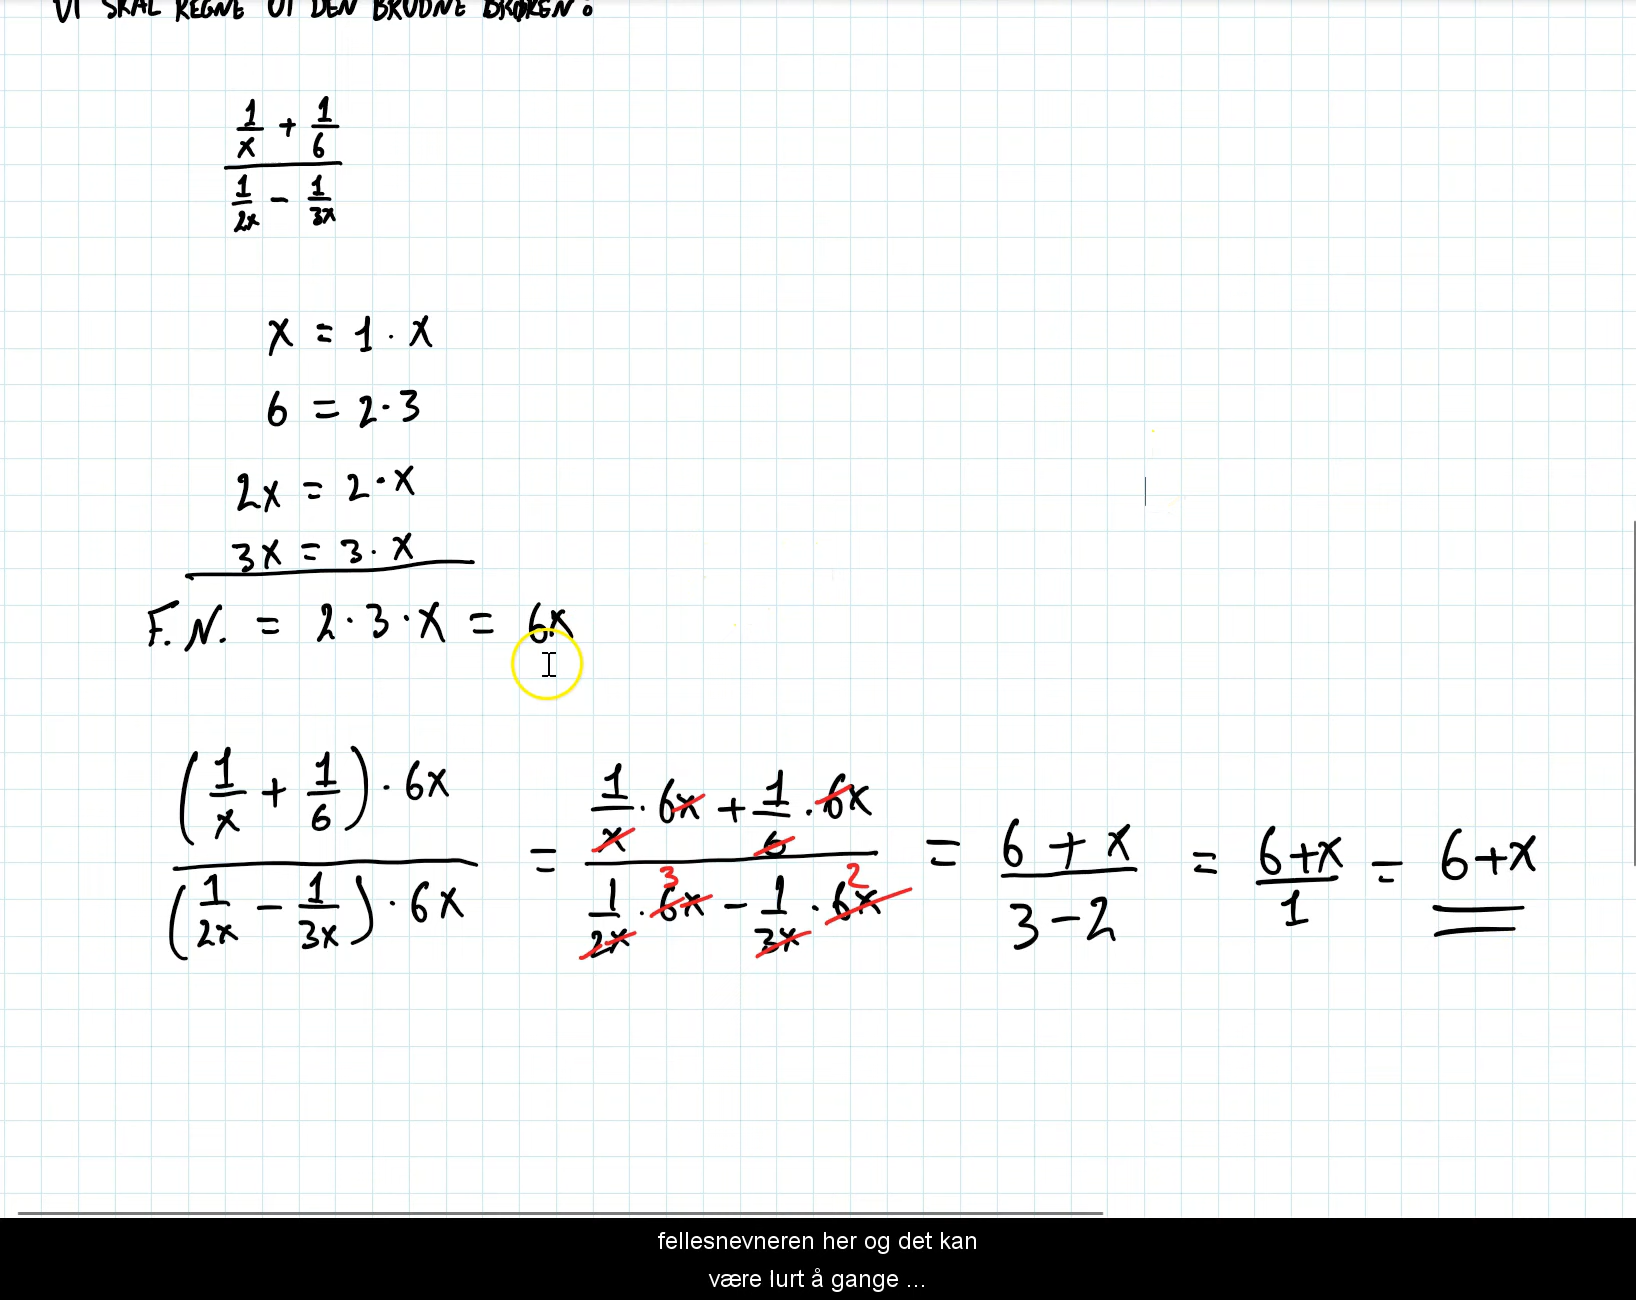 VI SKAL REGNE UT DEN BRUDNE BRØKEN:
1/x + 1/6
1/2x - 1/3x
x = 1 · x
6 = 2 · 3
2x = 2 · x
3x = 3 · x
F.N. = 2 · 3 · x = 6x
(1/x + 1/6) · 6x / (1/2x - 1/3x) · 6x = 1/x · 6x + 1/6 · 6x / 1/2x · 6x 3 - 1/3x · 6x 2 = 6 + x / 3 - 2 = 6+x / 1 = 6+x
fellesnevneren her og det kan
være lurt å gange ...